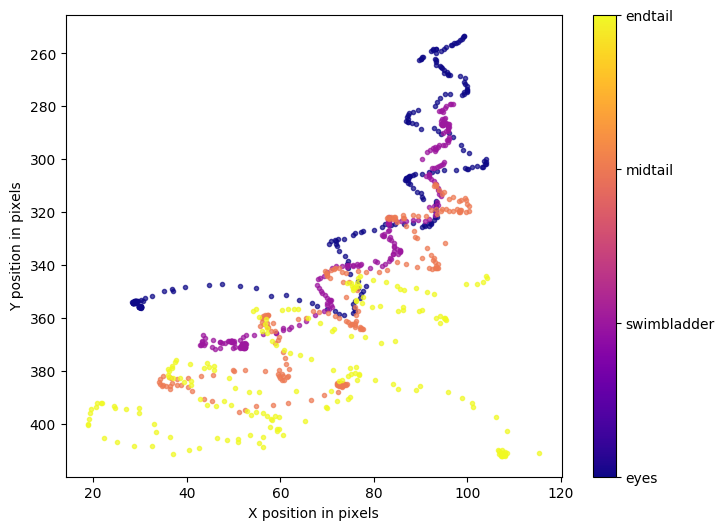 260
280
300
320
340
360
380
400
Y position in pixels
20
40
60
80
100
120
X position in pixels
endtail
midtail
swimbladder
eyes